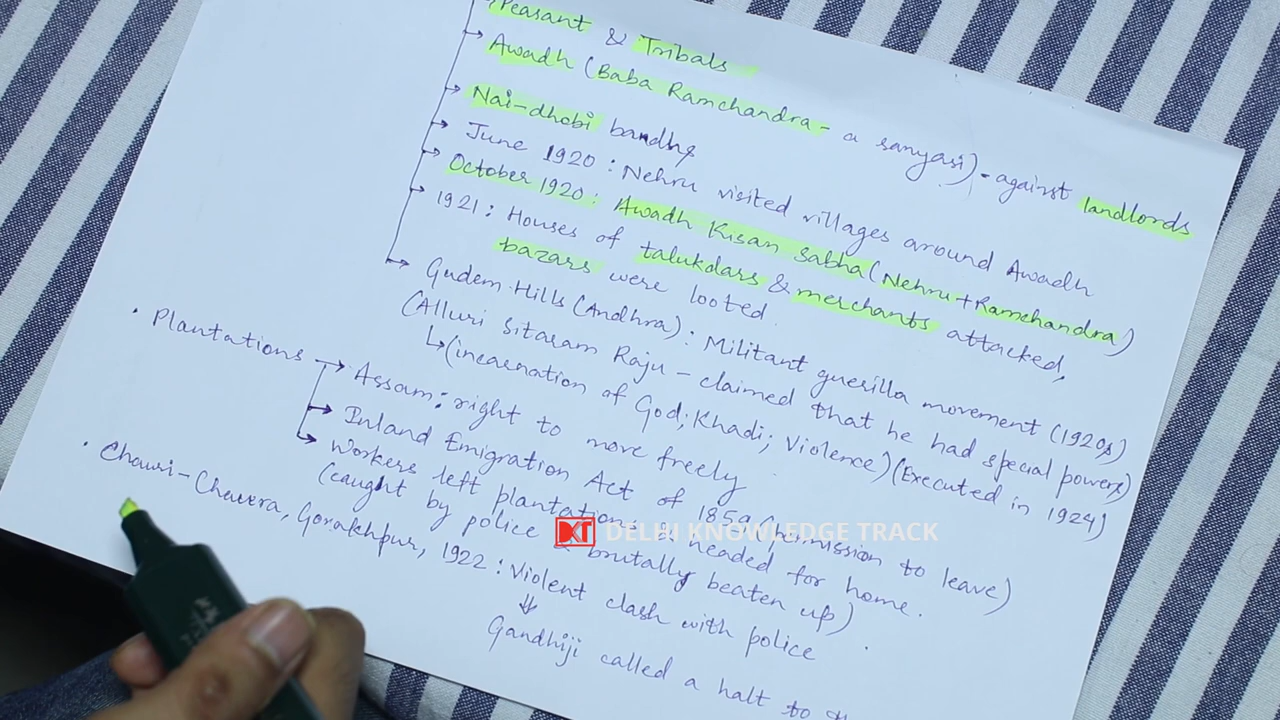 Peasant & Tribals
Awadh (Baba Ramchandra - a sanyasi) - against landlords
Nai-dhobi bandhs
June 1920 : Nehru visited villages around Awadh
October 1920 : Awadh Kisan Sabha (Nehru + Ramchandra)
1921 : Houses of talukdars & merchants attacked,
bazars were looted
Gudem Hills (Andhra) : Militant guerilla movement (1920s)
(Alluri Sitaram Raju - claimed that he had special powers)
(incarnation of God; Khadi; Violence) (Executed in 1924)
Plantations
Assam : right to move freely
Inland Emigration Act of 1859 (permission to leave)
Workers left plantations & headed for home.
(caught by police & brutally beaten up)
Chauri-Chaura, Gorakhpur, 1922 : Violent clash with police
Gandhiji called a halt to
DKT DELHI KNOWLEDGE TRACK